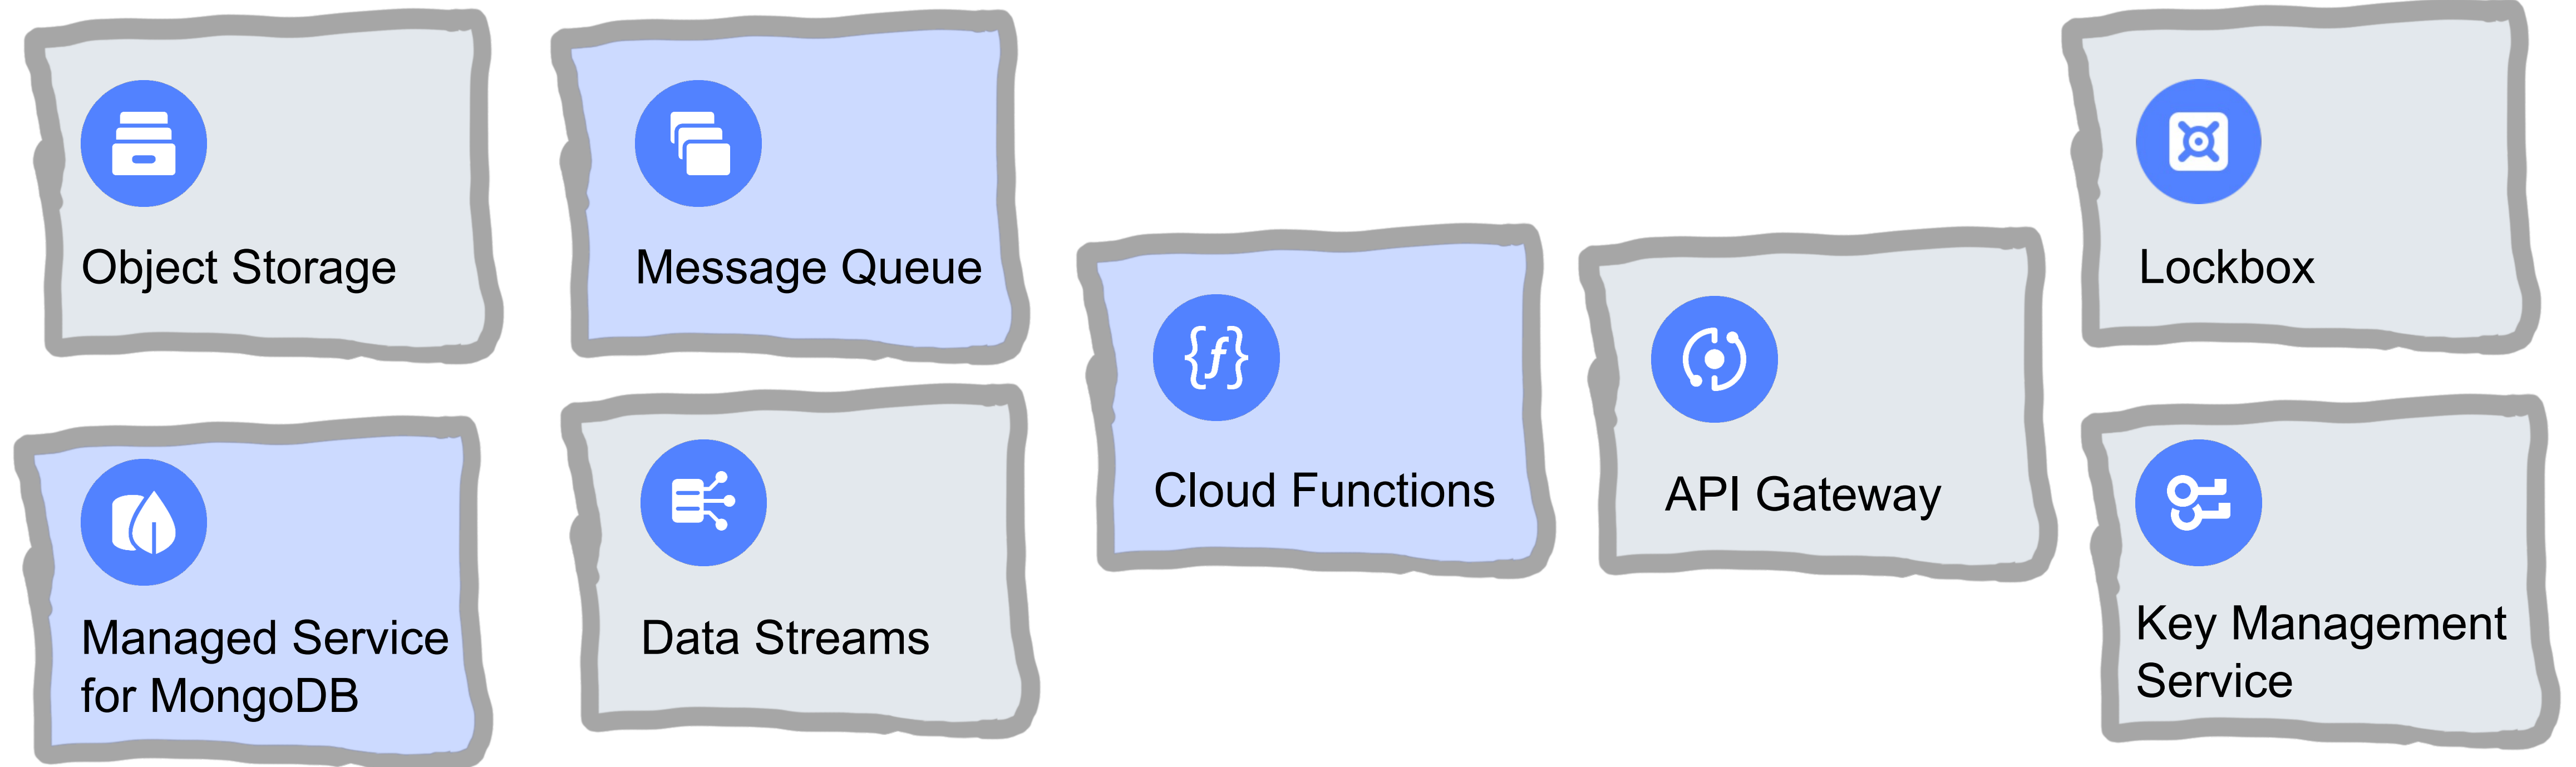 Object Storage
Message Queue
Lockbox
Cloud Functions
API Gateway
Managed Service
for MongoDB
Data Streams
Key Management
Service